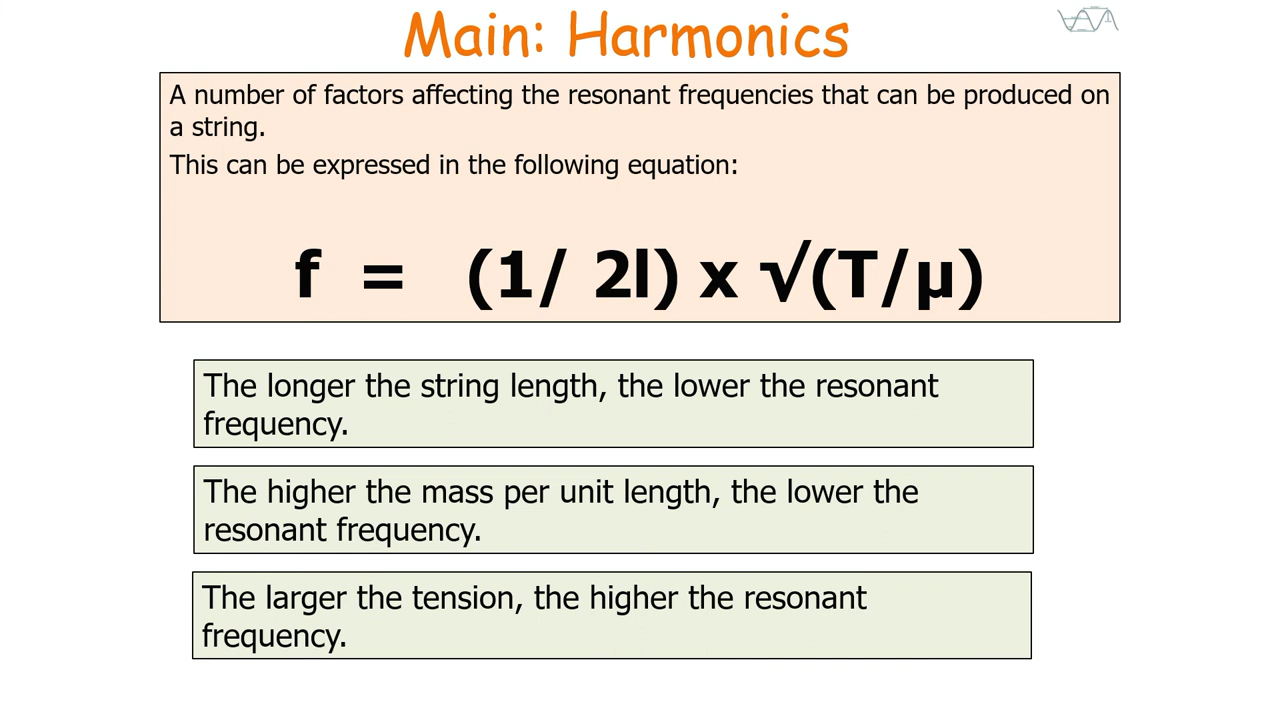 Main: Harmonics
A number of factors affecting the resonant frequencies that can be produced on
a string.
This can be expressed in the following equation:
f = (1/ 2l) x √(T/µ)
The longer the string length, the lower the resonant
frequency.
The higher the mass per unit length, the lower the
resonant frequency.
The larger the tension, the higher the resonant
frequency.